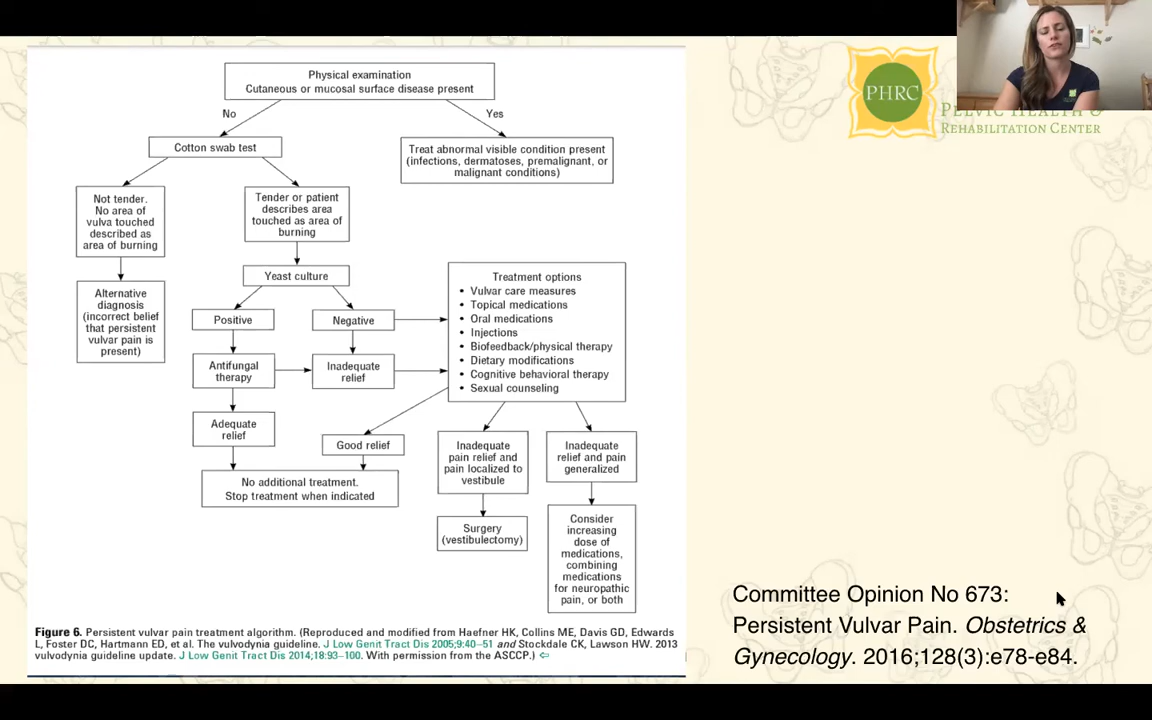 Physical examination
Cutaneous or mucosal surface disease present
No
Yes
Cotton swab test
Treat abnormal visible condition present
(infections, dermatoses, premalignant, or
malignant conditions)
Not tender.
No area of
vulva touched
described as
area of burning
Tender or patient
describes area
touched as area of
burning
Alternative
diagnosis
(incorrect belief
that persistent
vulvar pain is
present)
Yeast culture
Positive
Negative
Antifungal
therapy
Inadequate
relief
Adequate
relief
Treatment options
• Vulvar care measures
• Topical medications
• Oral medications
• Injections
• Biofeedback/physical therapy
• Dietary modifications
• Cognitive behavioral therapy
• Sexual counseling
Good relief
No additional treatment.
Stop treatment when indicated
Inadequate
pain relief and
pain localized to
vestibule
Inadequate
relief and pain
generalized
Surgery
(vestibulectomy)
Consider
increasing
dose of
medications,
combining
medications
for neuropathic
pain, or both
Figure 6. Persistent vulvar pain treatment algorithm. (Reproduced and modified from Haefner HK, Collins ME, Davis GD, Edwards
L, Foster DC, Hartmann ED, et al. The vulvodynia guideline. J Low Genit Tract Dis 2005;9:40–51 and Stockdale CK, Lawson HW. 2013
vulvodynia guideline update. J Low Genit Tract Dis 2014;18:93–100. With permission from the ASCCP.) ⇦
PHRC
PELVIC HEALTH &
REHABILITATION CENTER
Committee Opinion No 673:
Persistent Vulvar Pain. Obstetrics &
Gynecology. 2016;128(3):e78-e84.